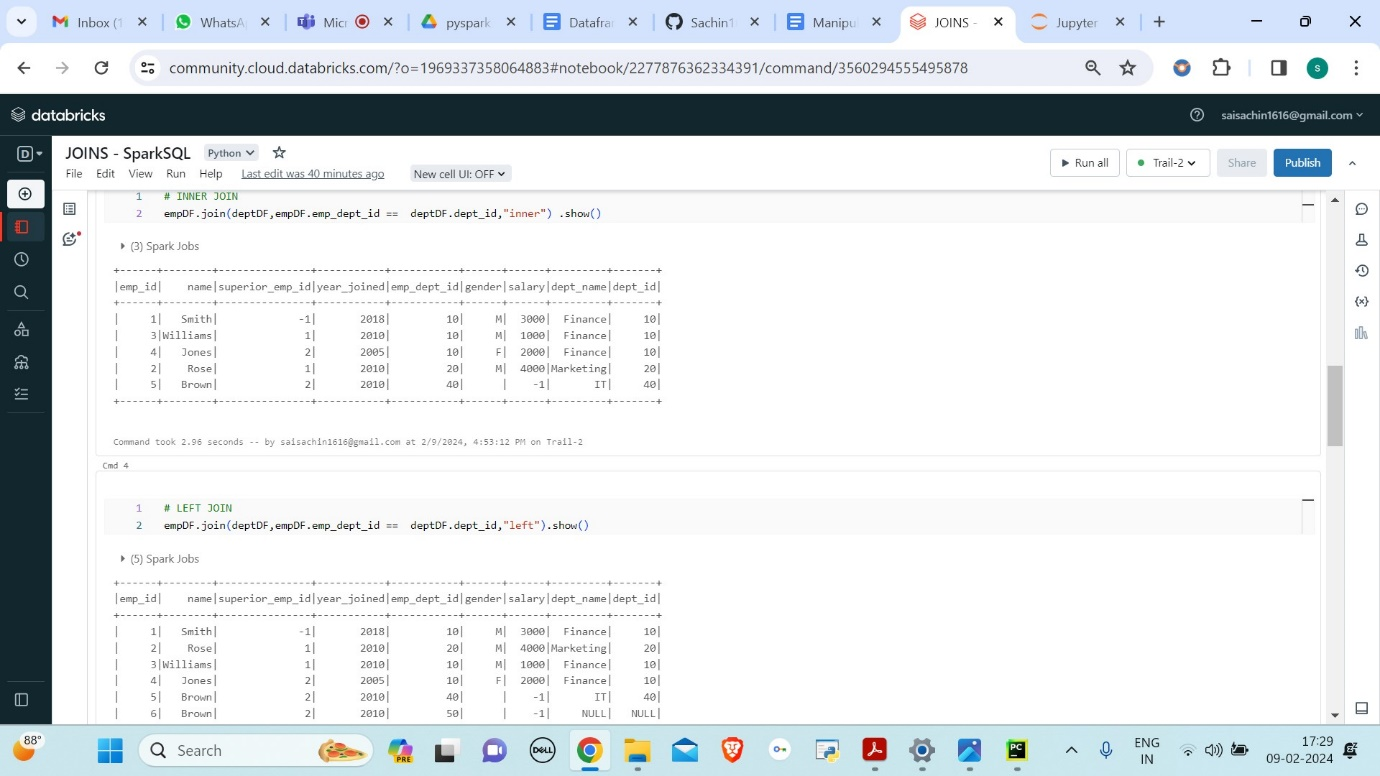 Inbox (1
WhatsA
Mic
pyspark
Datafra
Sachin1
Manipu
JOINS -
Jupyter
community.cloud.databricks.com/?o=1969337358064883#notebook/2277876362334391/command/3560294555495878
S
databricks
saisachin1616@gmail.com
D
JOINS - SparkSQL Python
File Edit View Run Help Last edit was 40 minutes ago New cell UI: OFF
Run all
Trail-2
Share
Publish
1 # INNER JOIN
2 empDF.join(deptDF,empDF.emp_dept_id ==  deptDF.dept_id,"inner") .show()
(3) Spark Jobs
+------+--------+---------------+-----------+-----------+------+------+---------+-------+
|emp_id|    name|superior_emp_id|year_joined|emp_dept_id|gender|salary|dept_name|dept_id|
+------+--------+---------------+-----------+-----------+------+------+---------+-------+
|     1|   Smith|             -1|       2018|         10|     M|  3000|  Finance|     10|
|     3|Williams|              1|       2010|         10|     M|  1000|  Finance|     10|
|     4|   Jones|              2|       2005|         10|     F|  2000|  Finance|     10|
|     2|    Rose|              1|       2010|         20|     M|  4000|Marketing|     20|
|     5|   Brown|              2|       2010|         40|      |    -1|       IT|     40|
+------+--------+---------------+-----------+-----------+------+------+---------+-------+
Command took 2.96 seconds -- by saisachin1616@gmail.com at 2/9/2024, 4:53:12 PM on Trail-2
Cmd 4
1 # LEFT JOIN
2 empDF.join(deptDF,empDF.emp_dept_id ==  deptDF.dept_id,"left").show()
(5) Spark Jobs
+------+--------+---------------+-----------+-----------+------+------+---------+-------+
|emp_id|    name|superior_emp_id|year_joined|emp_dept_id|gender|salary|dept_name|dept_id|
+------+--------+---------------+-----------+-----------+------+------+---------+-------+
|     1|   Smith|             -1|       2018|         10|     M|  3000|  Finance|     10|
|     2|    Rose|              1|       2010|         20|     M|  4000|Marketing|     20|
|     3|Williams|              1|       2010|         10|     M|  1000|  Finance|     10|
|     4|   Jones|              2|       2005|         10|     F|  2000|  Finance|     10|
|     5|   Brown|              2|       2010|         40|      |    -1|       IT|     40|
|     6|   Brown|              2|       2010|         50|      |    -1|     NULL|   NULL|
88°
Search
PRE
DELL
PC
ENG
IN
17:29
09-02-2024